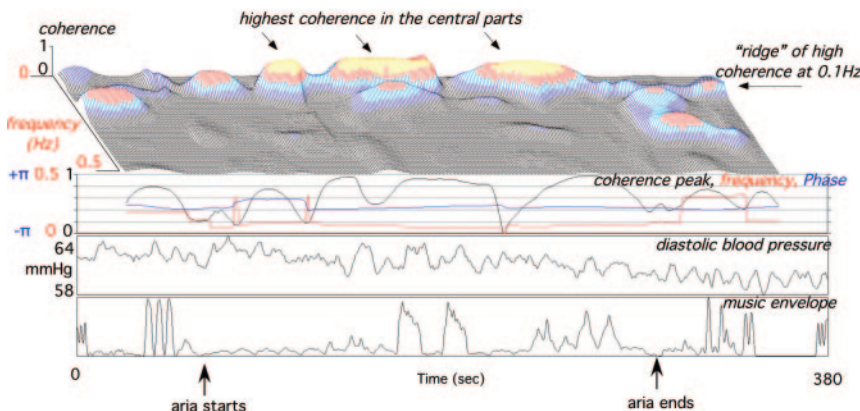 highest coherence in the central parts
coherence
1
0
0
"ridge" of high
coherence at 0.1Hz
frequency
(Hz)
0.5
+π 0.5 1
coherence peak, frequency, Phase
-π 0 0
64
mmHg
58
diastolic blood pressure
music envelope
0
Time (sec)
380
aria starts
aria ends